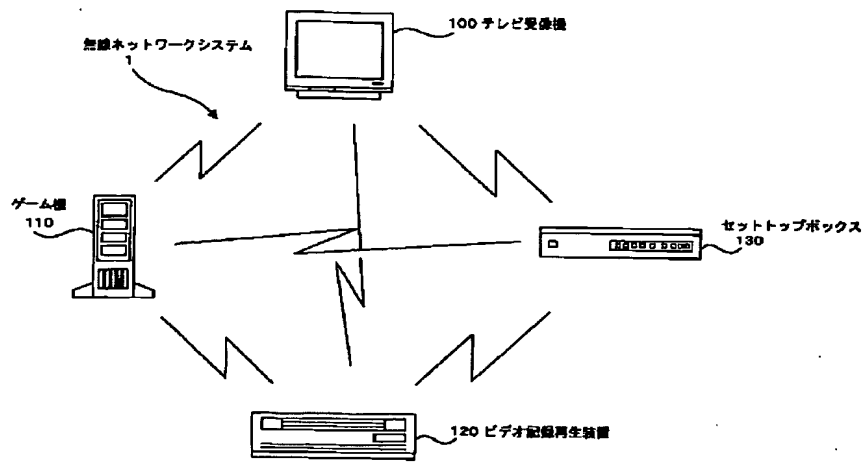 100 テレビ受像機
無線ネットワークシステム
1
ゲーム機
110
セットトップボックス
130
120 ビデオ記録再生装置